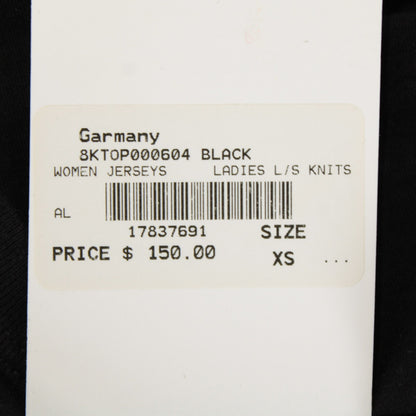 Garmany
8KTOP000604 BLACK
WOMEN JERSEYS LADIES L/S KNITS
AL
17837691 SIZE
PRICE $ 150.00 XS ...